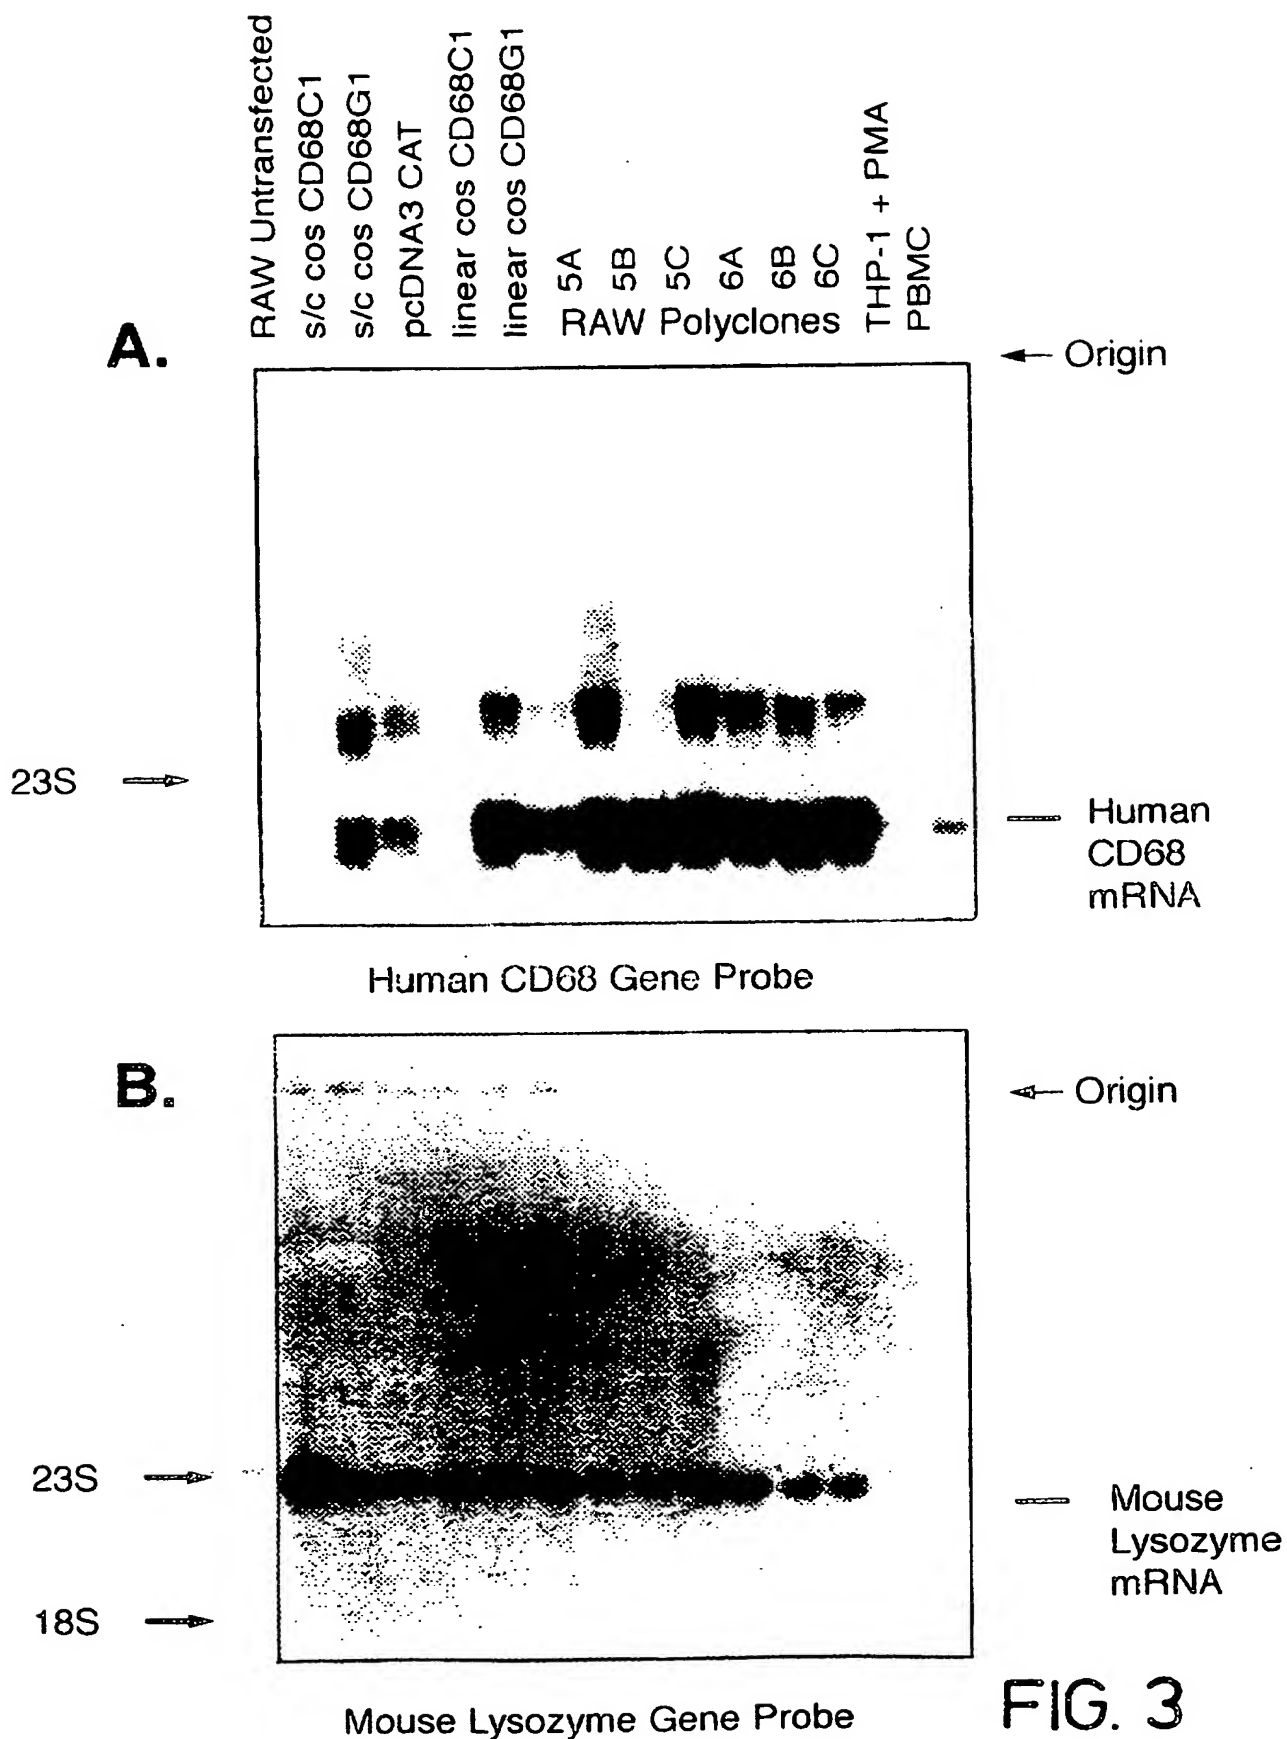 RAW Untransfected
s/c cos CD68C1
s/c cos CD68G1
pcDNA3 CAT
linear cos CD68C1
linear cos CD68G1
5A
5B
5C
6A
6B
6C
RAW Polyclones
THP-1 + PMA
PBMC
A.
Origin
23S
Human
CD68
mRNA
Human CD68 Gene Probe
B.
Origin
23S
Mouse
Lysozyme
mRNA
18S
Mouse Lysozyme Gene Probe
FIG. 3